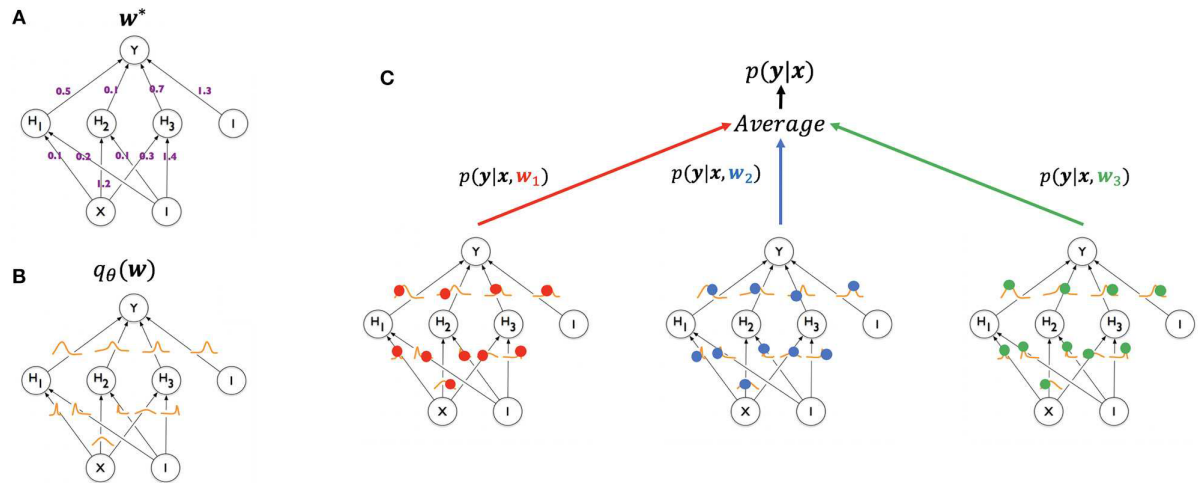 A
w*
Y
0.5 0.1 0.7 1.3
H1 H2 H3 I
0.1 0.2 0.1 0.3 1.4
1.2
X I
B
qθ(w)
Y
H1 H2 H3 I
X I
C
p(y|x)
Average
p(y|x, w1) p(y|x, w2) p(y|x, w3)
Y Y Y
H1 H2 H3 I H1 H2 H3 I H1 H2 H3 I
X I X I X I